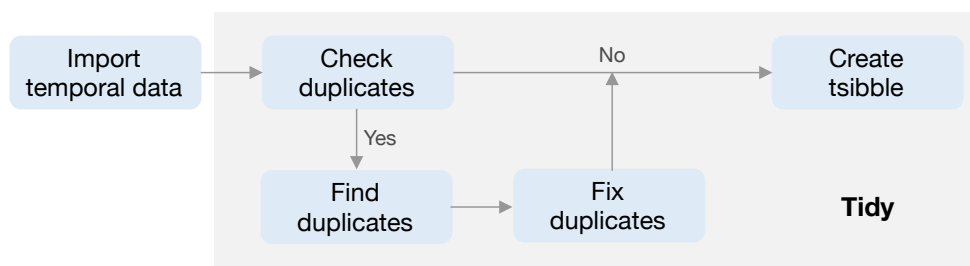 Import
temporal data
Check
duplicates
No
Create
tsibble
Yes
Find
duplicates
Fix
duplicates
Tidy